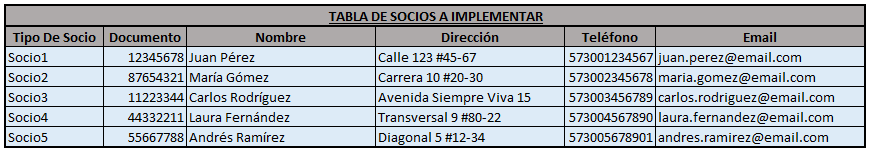 TABLA DE SOCIOS A IMPLEMENTAR
Tipo De Socio Documento Nombre Dirección Teléfono Email
Socio1 12345678 Juan Pérez Calle 123 #45-67 573001234567 juan.perez@email.com
Socio2 87654321 María Gómez Carrera 10 #20-30 573002345678 maria.gomez@email.com
Socio3 11223344 Carlos Rodríguez Avenida Siempre Viva 15 573003456789 carlos.rodriguez@email.com
Socio4 44332211 Laura Fernández Transversal 9 #80-22 573004567890 laura.fernandez@email.com
Socio5 55667788 Andrés Ramírez Diagonal 5 #12-34 573005678901 andres.ramirez@email.com